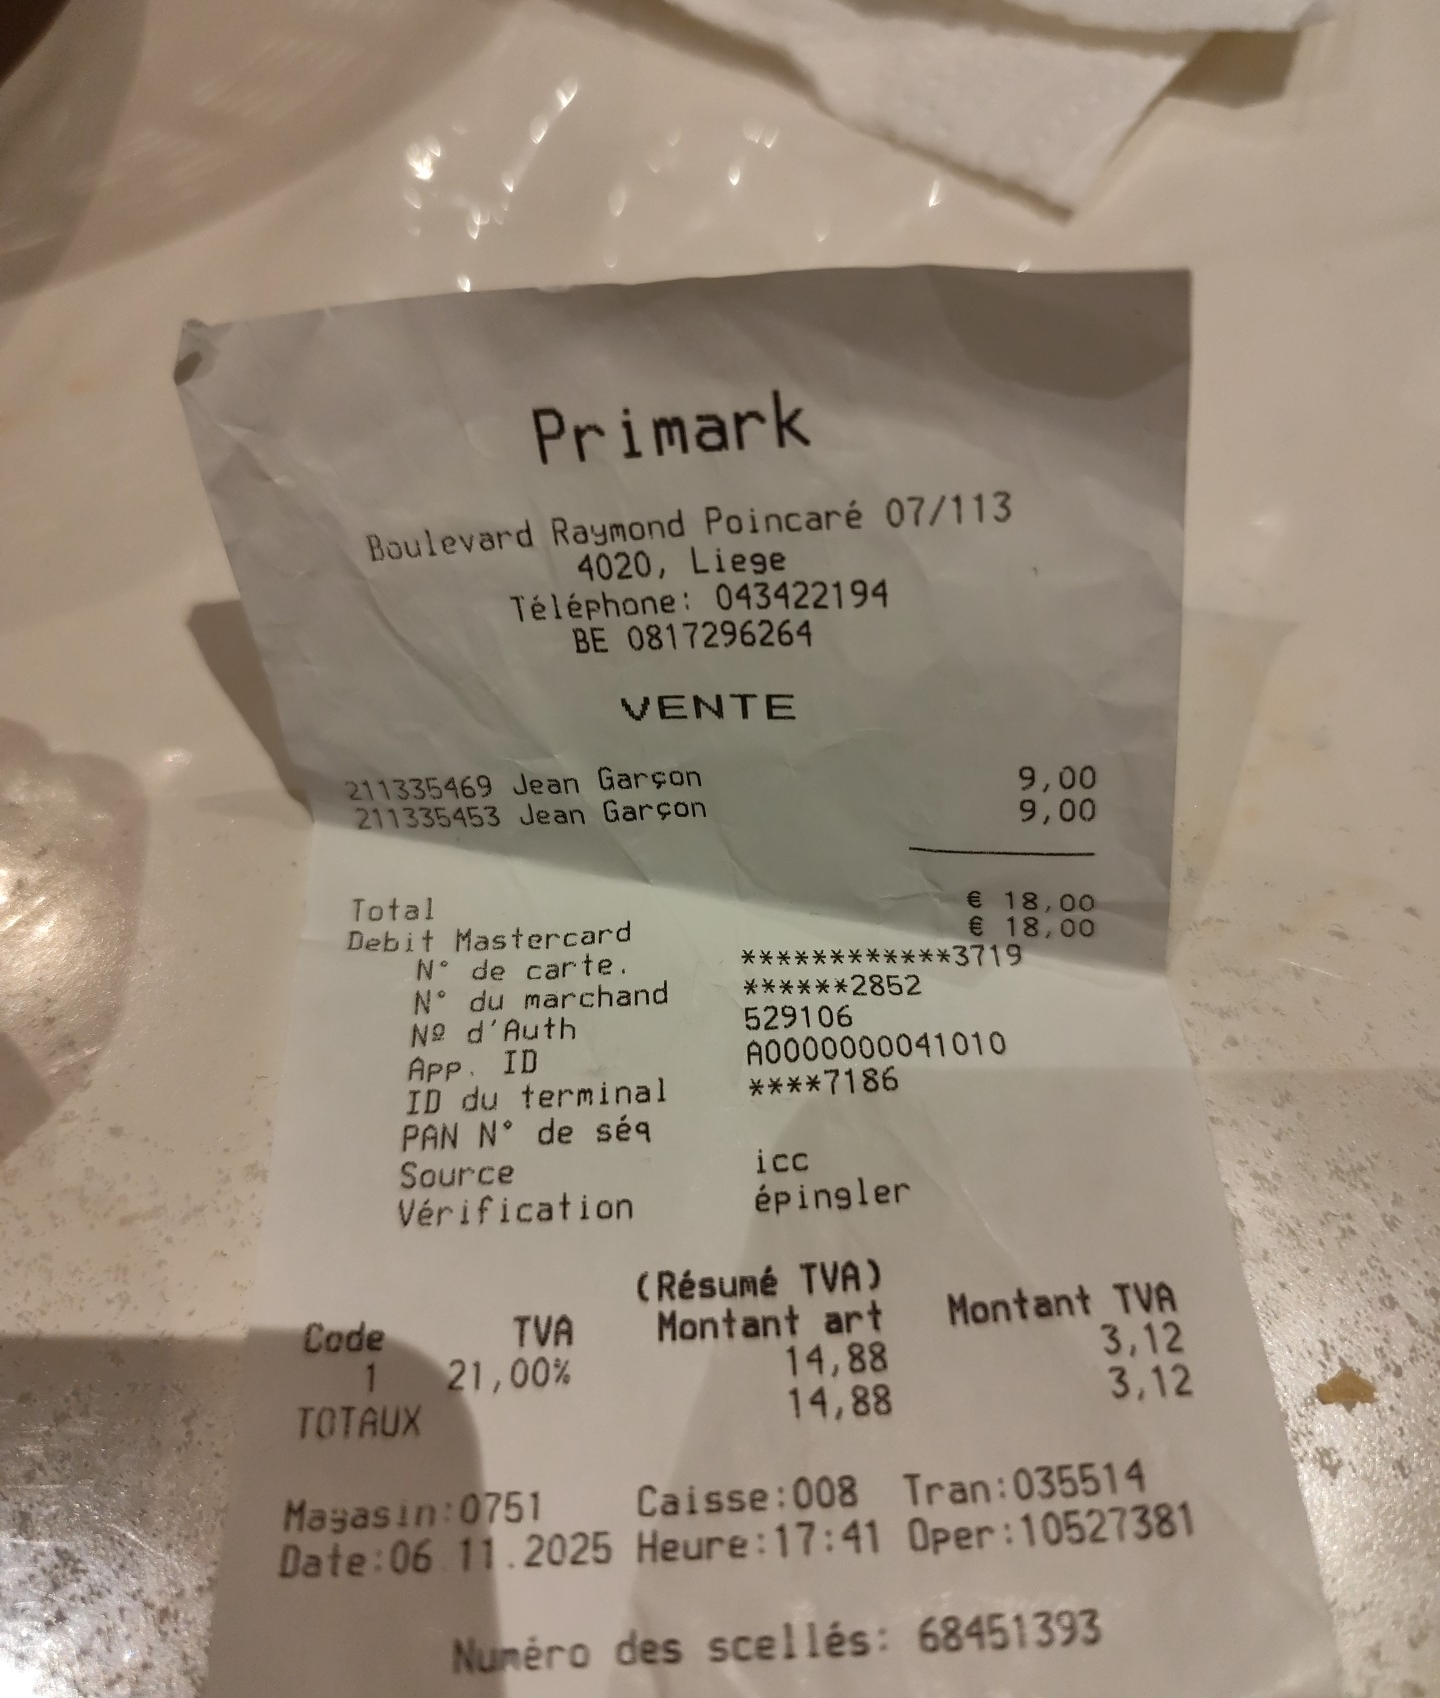 Primark
Boulevard Raymond Poincaré 07/113
4020, Liege
Téléphone: 043422194
BE 0817296264
VENTE
211335469 Jean Garçon 9,00
211335453 Jean Garçon 9,00
Total € 18,00
Debit Mastercard € 18,00
N° de carte. ************3719
N° du marchand ******2852
Nº d'Auth 529106
App. ID A0000000041010
ID du terminal ****7186
PAN N° de séq
Source icc
Vérification épingler
(Résumé TVA)
Code TVA Montant art Montant TVA
1 21,00% 14,88 3,12
TOTAUX 14,88 3,12
Magasin:0751 Caisse:008 Tran:035514
Date:06.11.2025 Heure:17:41 Oper:10527381
Numéro des scellés: 68451393